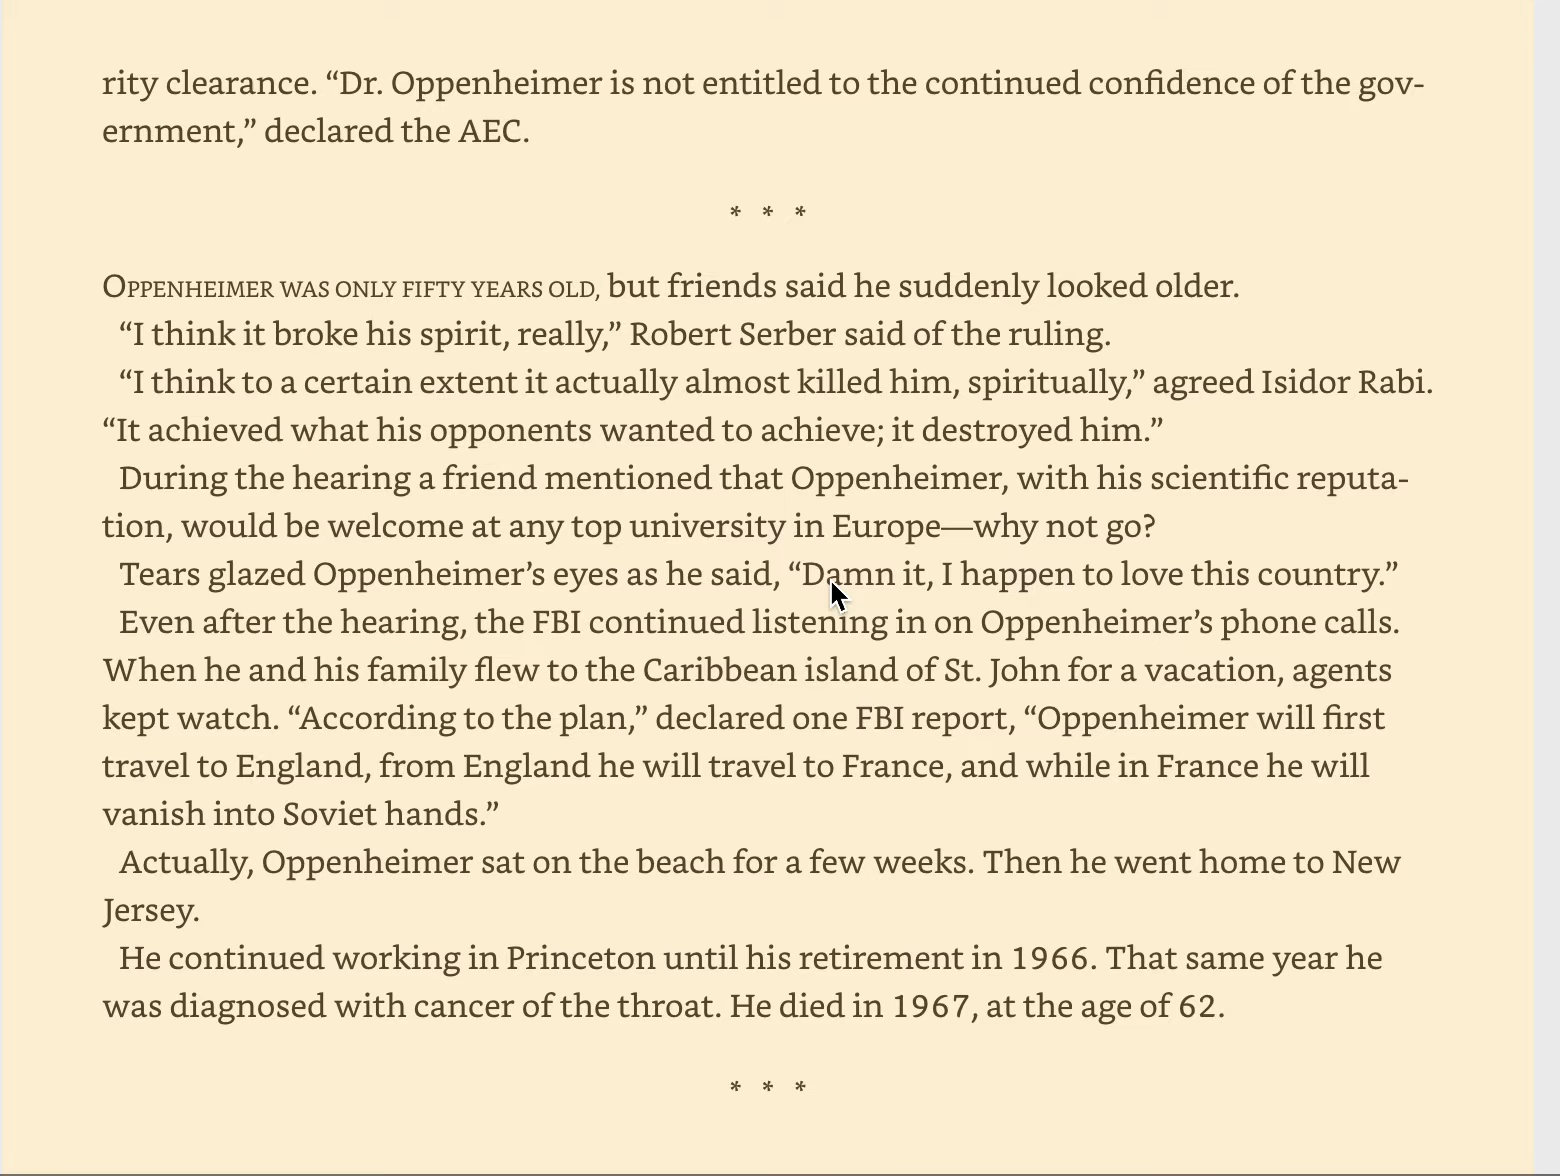 rity clearance. “Dr. Oppenheimer is not entitled to the continued confidence of the gov-
ernment,” declared the AEC.
* * *
OPPENHEIMER WAS ONLY FIFTY YEARS OLD, but friends said he suddenly looked older.
“I think it broke his spirit, really,” Robert Serber said of the ruling.
“I think to a certain extent it actually almost killed him, spiritually,” agreed Isidor Rabi.
“It achieved what his opponents wanted to achieve; it destroyed him.”
During the hearing a friend mentioned that Oppenheimer, with his scientific reputa-
tion, would be welcome at any top university in Europe—why not go?
Tears glazed Oppenheimer’s eyes as he said, “Damn it, I happen to love this country.”
Even after the hearing, the FBI continued listening in on Oppenheimer’s phone calls.
When he and his family flew to the Caribbean island of St. John for a vacation, agents
kept watch. “According to the plan,” declared one FBI report, “Oppenheimer will first
travel to England, from England he will travel to France, and while in France he will
vanish into Soviet hands.”
Actually, Oppenheimer sat on the beach for a few weeks. Then he went home to New
Jersey.
He continued working in Princeton until his retirement in 1966. That same year he
was diagnosed with cancer of the throat. He died in 1967, at the age of 62.
* * *